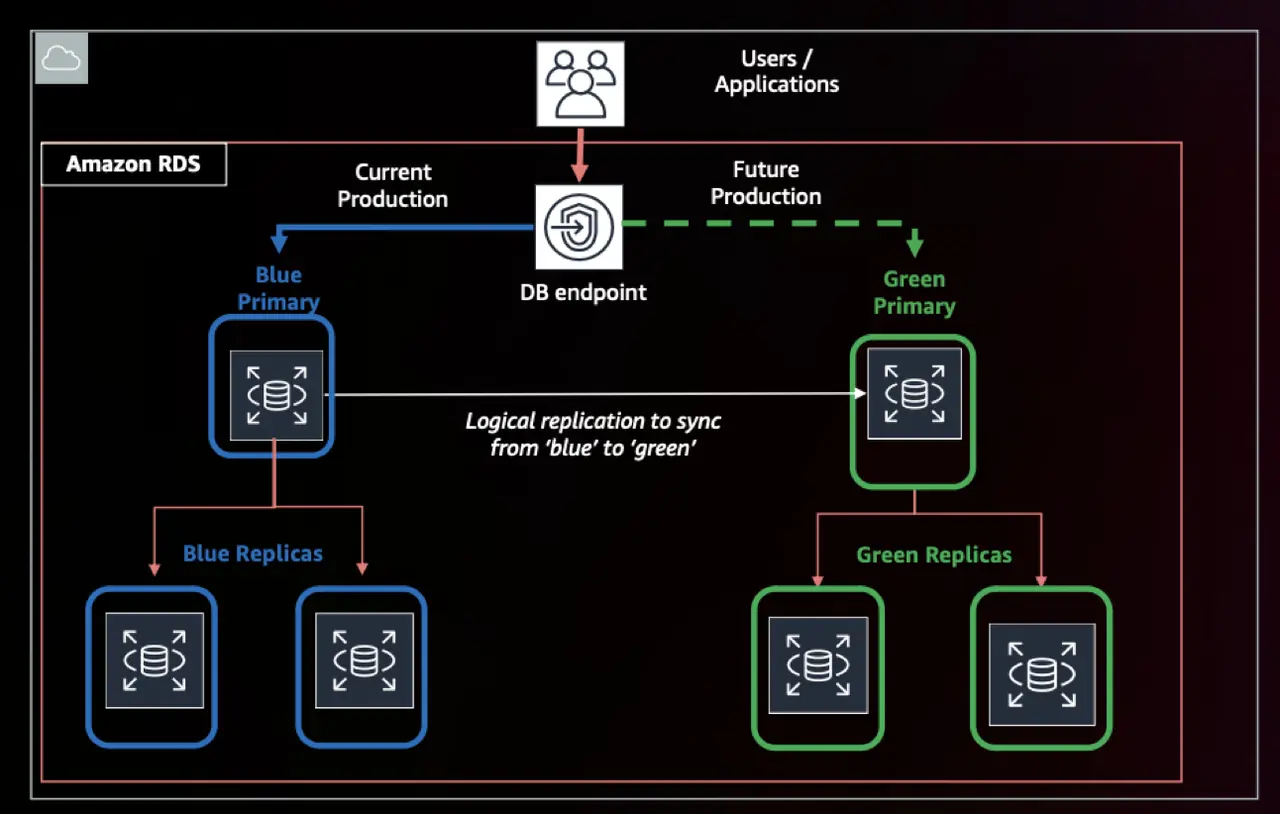 Users /
Applications
Amazon RDS
Current
Production
Future
Production
DB endpoint
Blue
Primary
Green
Primary
Logical replication to sync
from ‘blue’ to ‘green’
Blue Replicas
Green Replicas